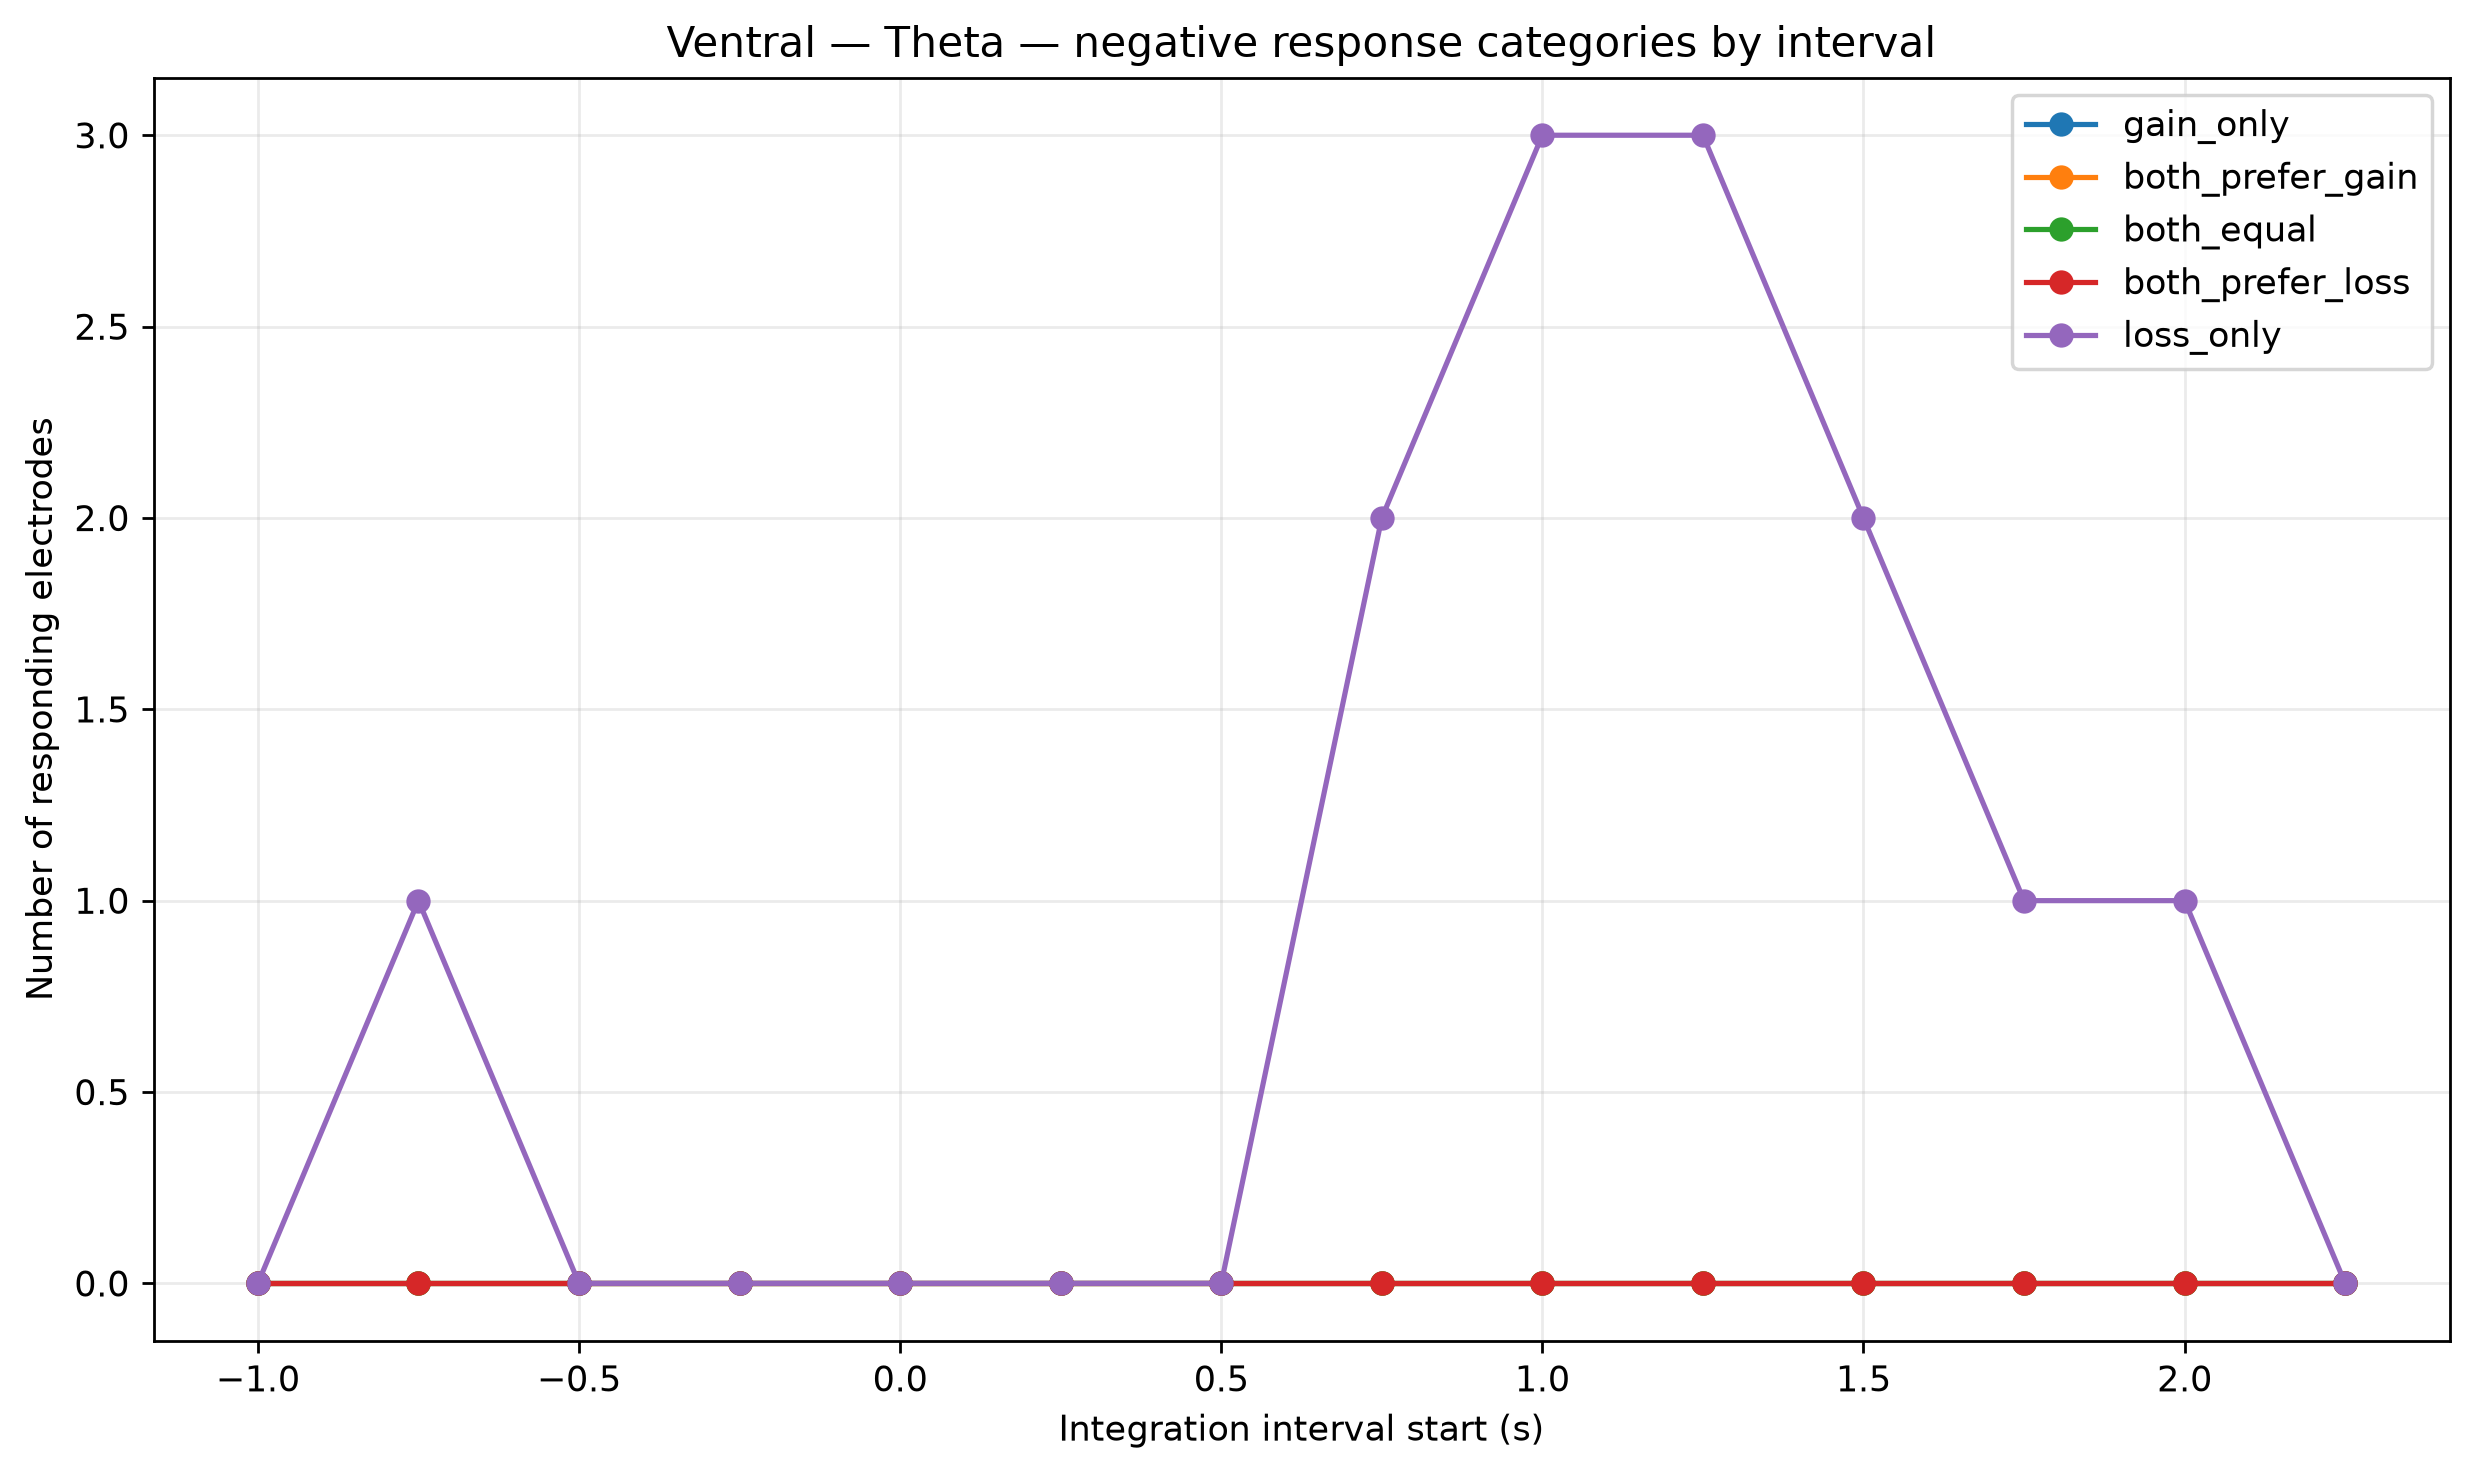 Ventral — Theta — negative response categories by interval
gain_only
both_prefer_gain
both_equal
both_prefer_loss
loss_only
Number of responding electrodes
3.0
2.5
2.0
1.5
1.0
0.5
0.0
−1.0
−0.5
0.0
0.5
1.0
1.5
2.0
Integration interval start (s)